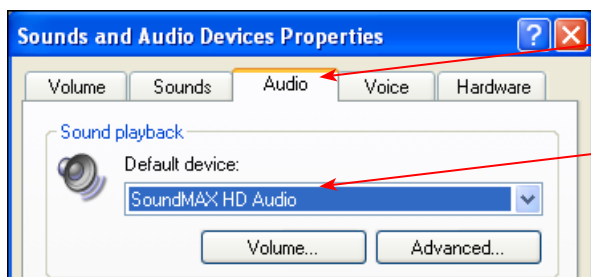 Sounds and Audio Devices Properties
Volume Sounds Audio Voice Hardware
Sound playback
Default device:
SoundMAX HD Audio
Volume... Advanced...